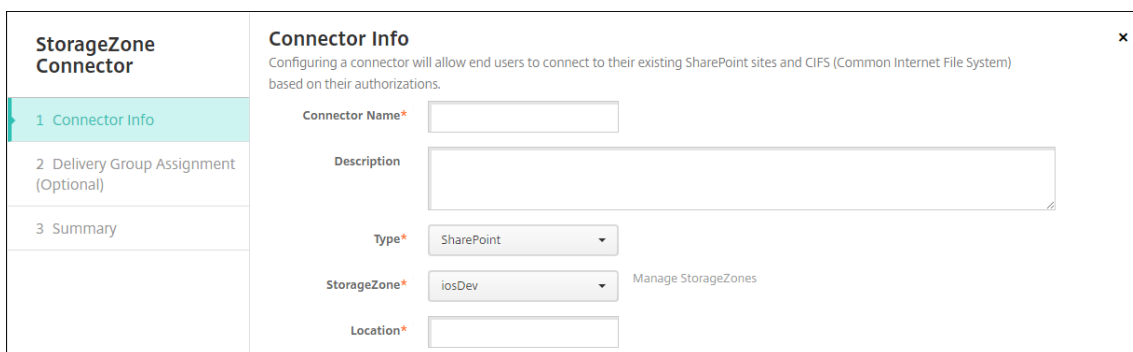 StorageZone
Connector
1 Connector Info
2 Delivery Group Assignment
(Optional)
3 Summary
Connector Info
×
Configuring a connector will allow end users to connect to their existing SharePoint sites and CIFS (Common Internet File System)
based on their authorizations.
Connector Name*
Description
Type* SharePoint
StorageZone* iosDev Manage StorageZones
Location*